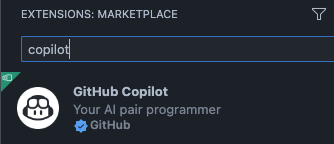 EXTENSIONS: MARKETPLACE
copilot
GitHub Copilot
Your AI pair programmer
GitHub